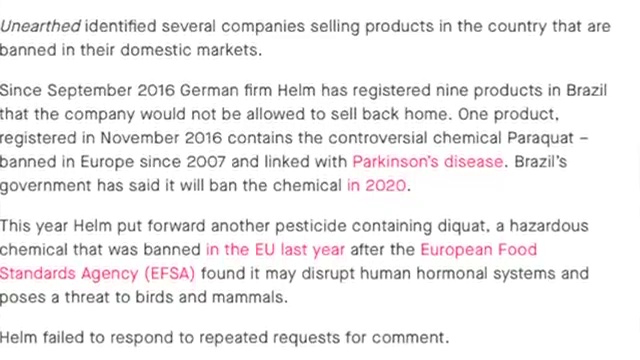 Unearthed identified several companies selling products in the country that are
banned in their domestic markets.
Since September 2016 German firm Helm has registered nine products in Brazil
that the company would not be allowed to sell back home. One product,
registered in November 2016 contains the controversial chemical Paraquat –
banned in Europe since 2007 and linked with Parkinson's disease. Brazil's
government has said it will ban the chemical in 2020.
This year Helm put forward another pesticide containing diquat, a hazardous
chemical that was banned in the EU last year after the European Food
Standards Agency (EFSA) found it may disrupt human hormonal systems and
poses a threat to birds and mammals.
Helm failed to respond to repeated requests for comment.